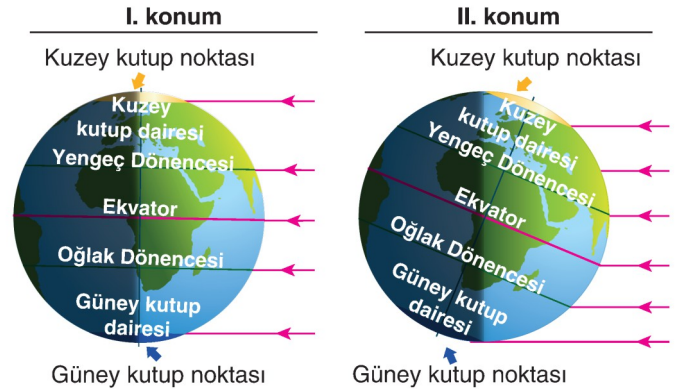 I. konum
Kuzey kutup noktası
Kuzey
kutup dairesi
Yengeç Dönencesi
Ekvator
Oğlak Dönencesi
Güney kutup
dairesi
Güney kutup noktası
II. konum
Kuzey kutup noktası
Kuzey
kutup dairesi
Yengeç Dönencesi
Ekvator
Oğlak Dönencesi
Güney kutup
dairesi
Güney kutup noktası